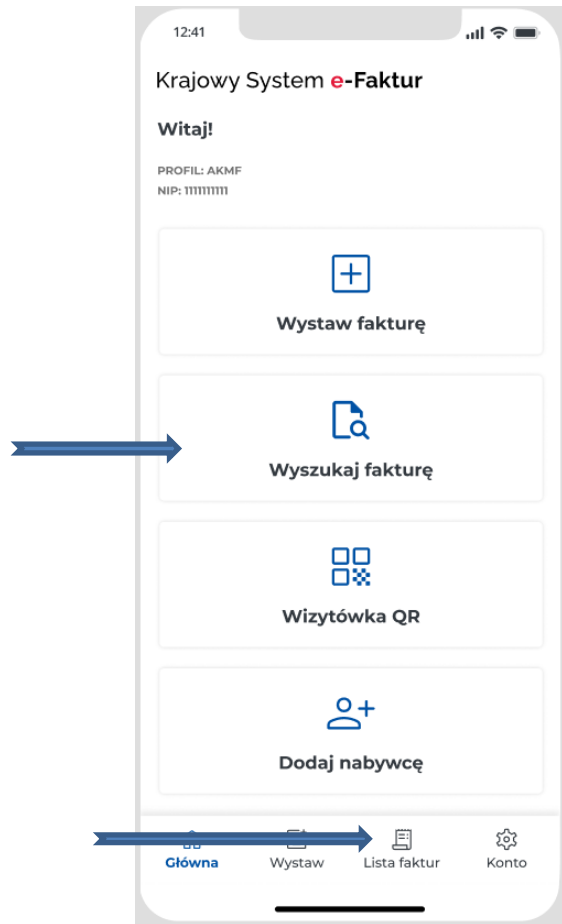 12:41
Krajowy System e-Faktur
Witaj!
PROFIL: AKMF
NIP: 1111111111
Wystaw fakturę
Wyszukaj fakturę
Wizytówka QR
Dodaj nabywcę
Główna Wystaw Lista faktur Konto